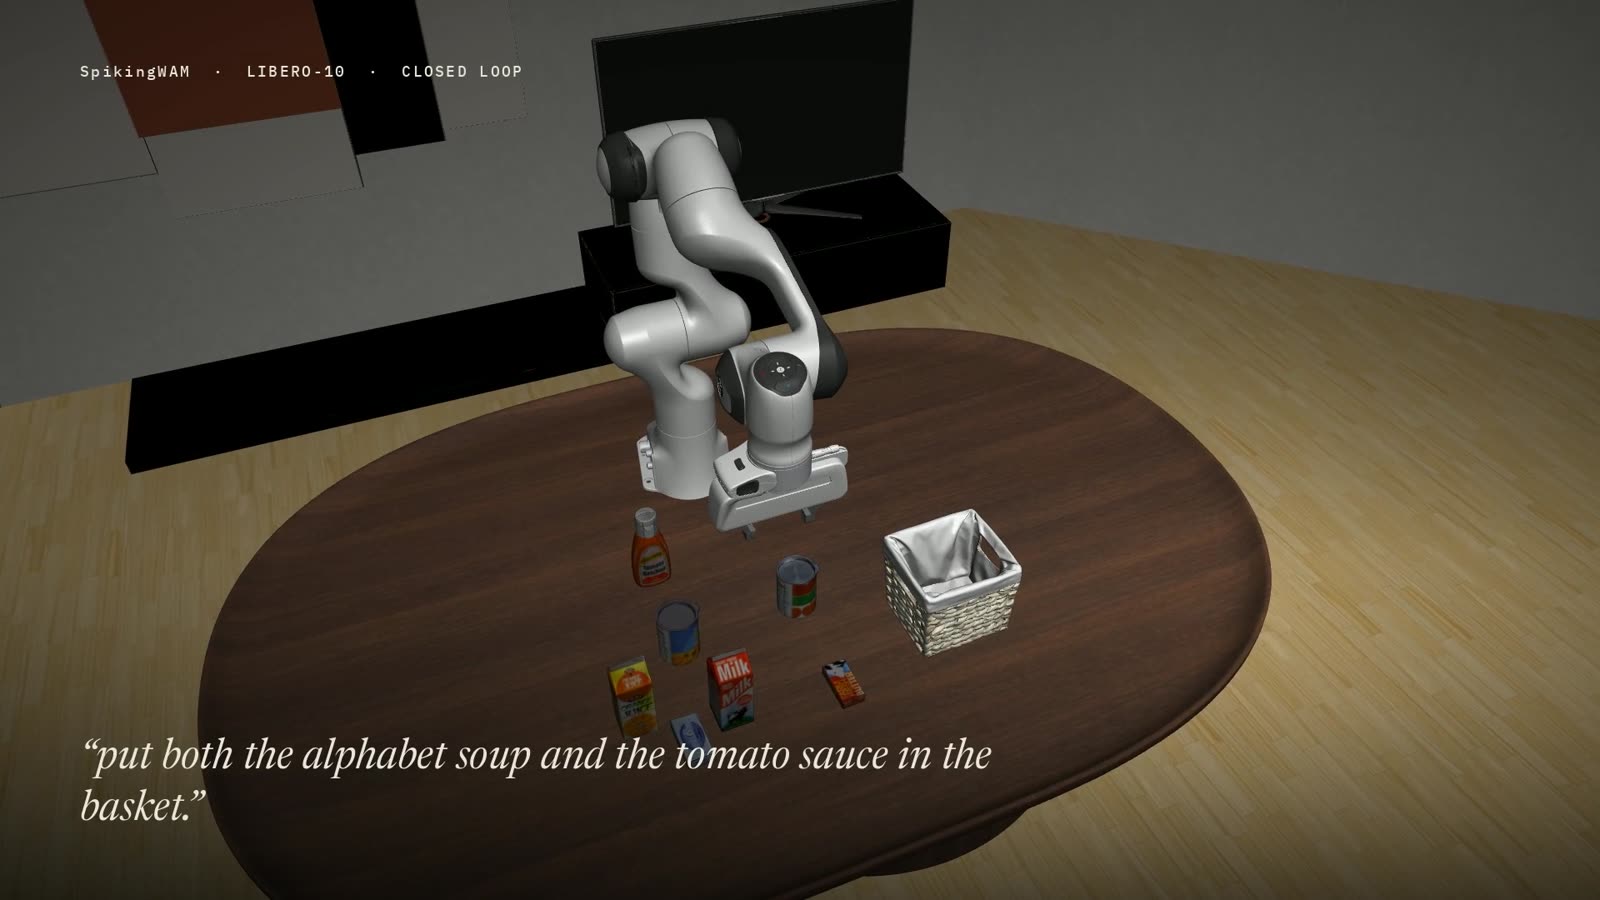 SpikingWAM · LIBERO-10 · CLOSED LOOP
Milk
Milk
“put both the alphabet soup and the tomato sauce in the
basket.”